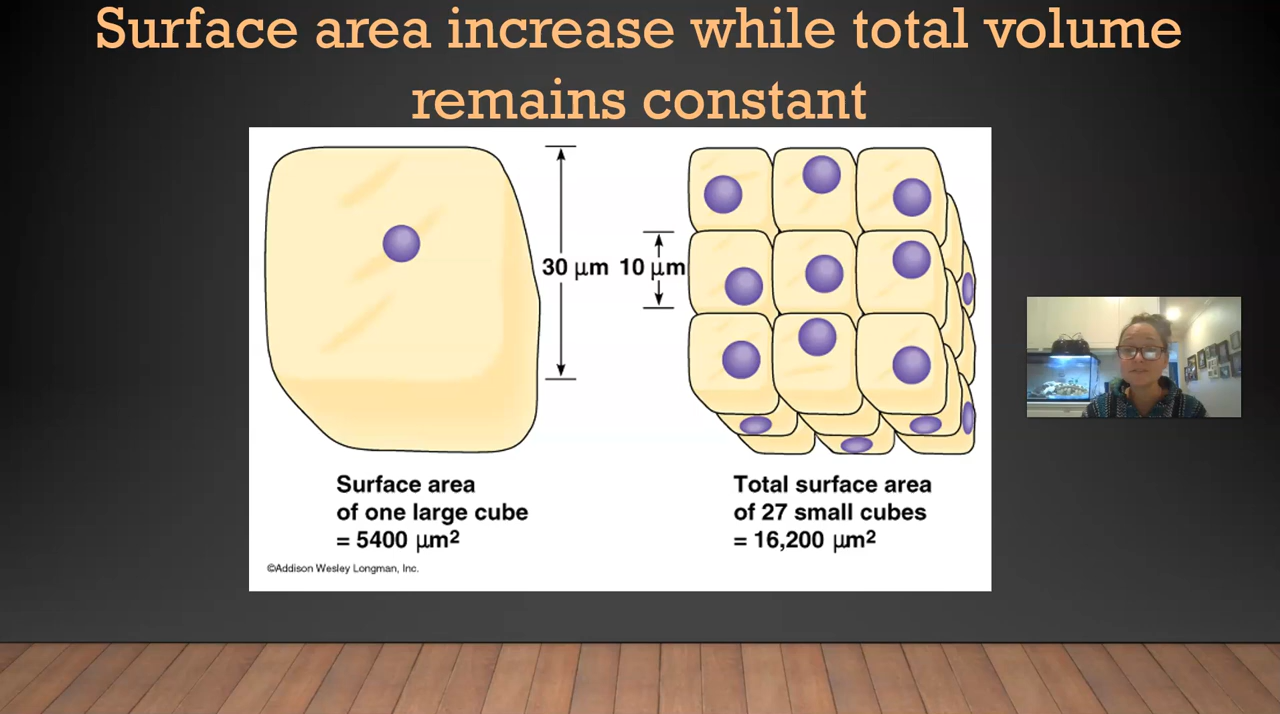 Surface area increase while total volume
remains constant
30 μm 10 μm
Surface area
of one large cube
= 5400 μm²
Total surface area
of 27 small cubes
= 16,200 μm²
©Addison Wesley Longman, Inc.